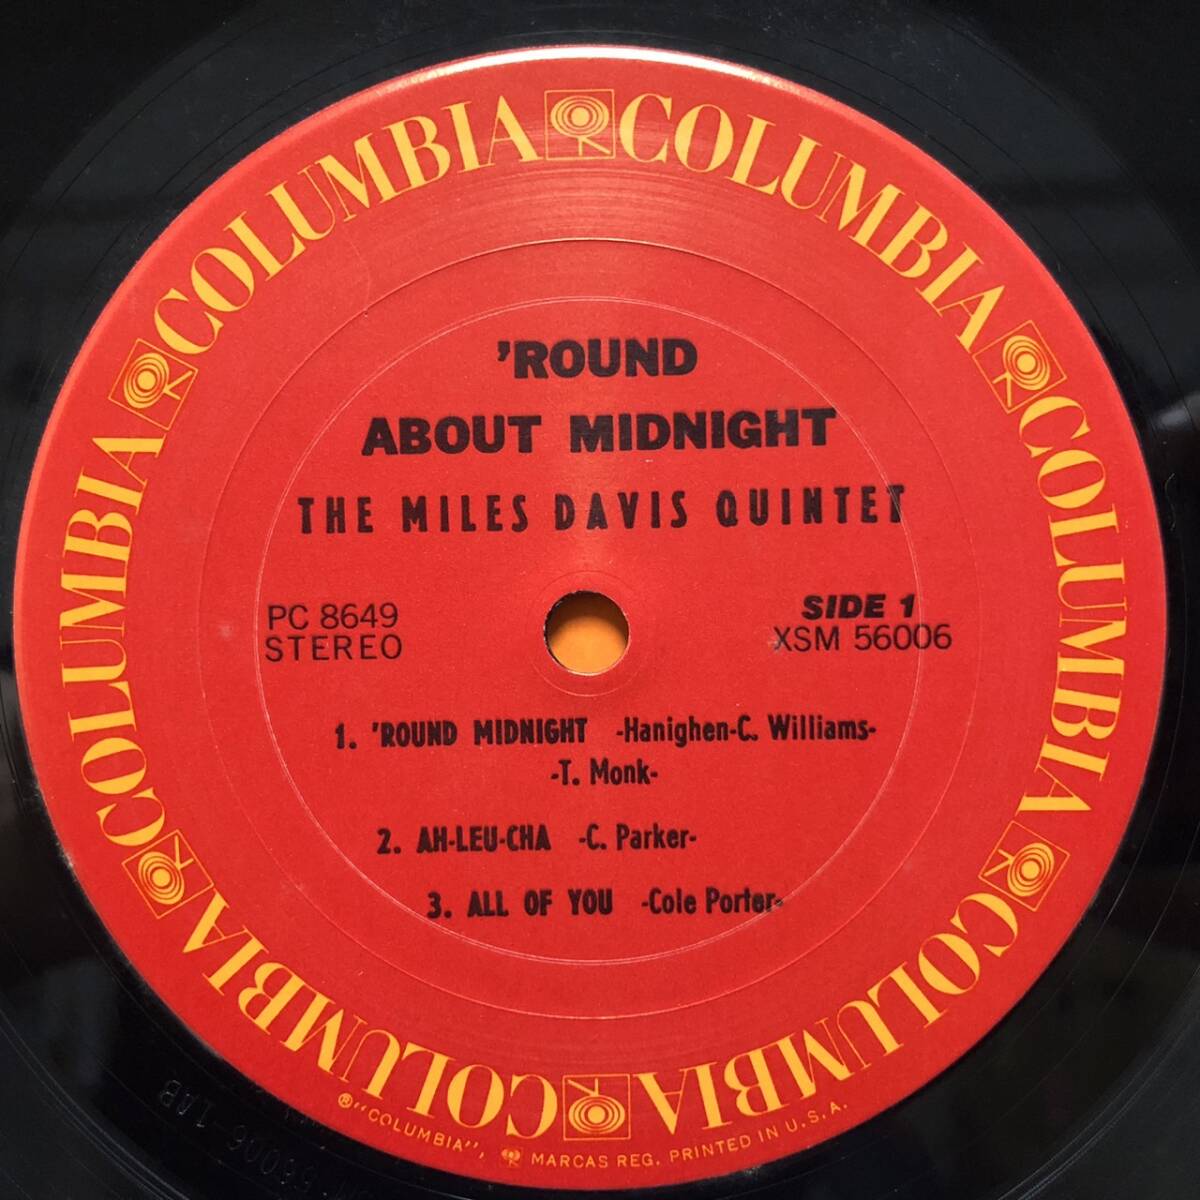 COLUMBIA COLUMBIA COLUMBIA COLUMBIA COLUMBIA COLUMBIA
'ROUND
ABOUT MIDNIGHT
THE MILES DAVIS QUINTET
PC 8649
STEREO
SIDE 1
XSM 56006
1. 'ROUND MIDNIGHT -Hanighen-C. Williams-
-T. Monk-
2. AH-LEU-CHA -C. Parker-
3. ALL OF YOU -Cole Porter-
®"COLUMBIA", MARCAS REG. PRINTED IN U.S.A.